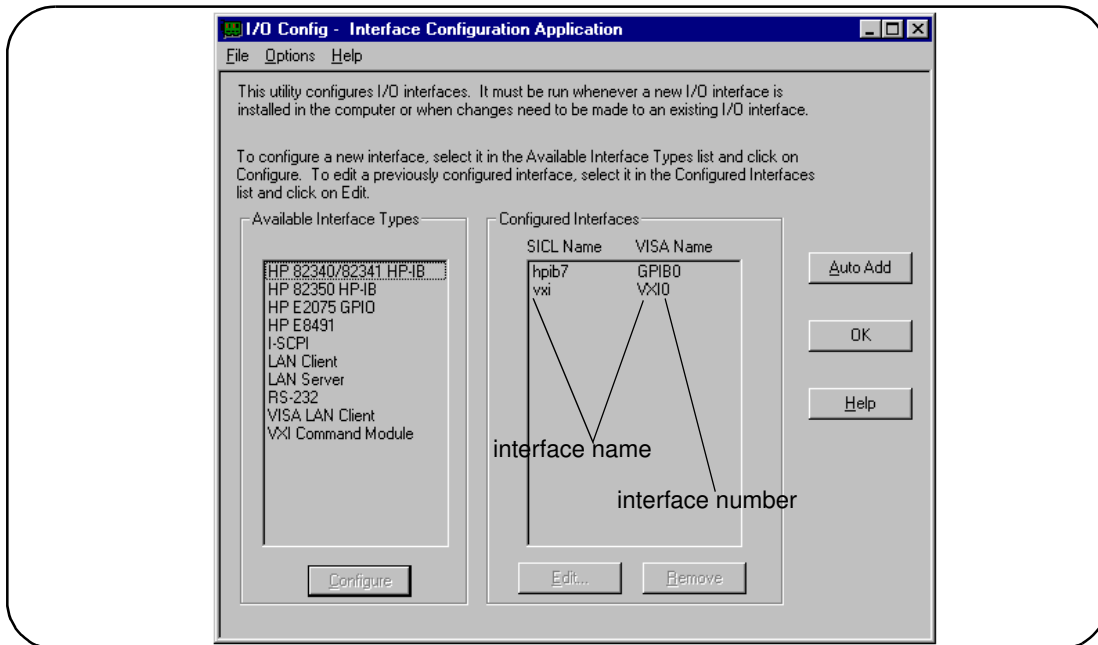 I/O Config - Interface Configuration Application
File Options Help
This utility configures I/O interfaces. It must be run whenever a new I/O interface is
installed in the computer or when changes need to be made to an existing I/O interface.
To configure a new interface, select it in the Available Interface Types list and click on
Configure. To edit a previously configured interface, select it in the Configured Interfaces
list and click on Edit.
Available Interface Types
HP 82340/82341 HP-IB
HP 82350 HP-IB
HP E2075 GPIO
HP E8491
I-SCPI
LAN Client
LAN Server
RS-232
VISA LAN Client
VXI Command Module
Configure
Configured Interfaces
SICL Name VISA Name
hpib7 GPIB0
vxi VXI0
interface name
interface number
Edit... Remove
Auto Add
OK
Help